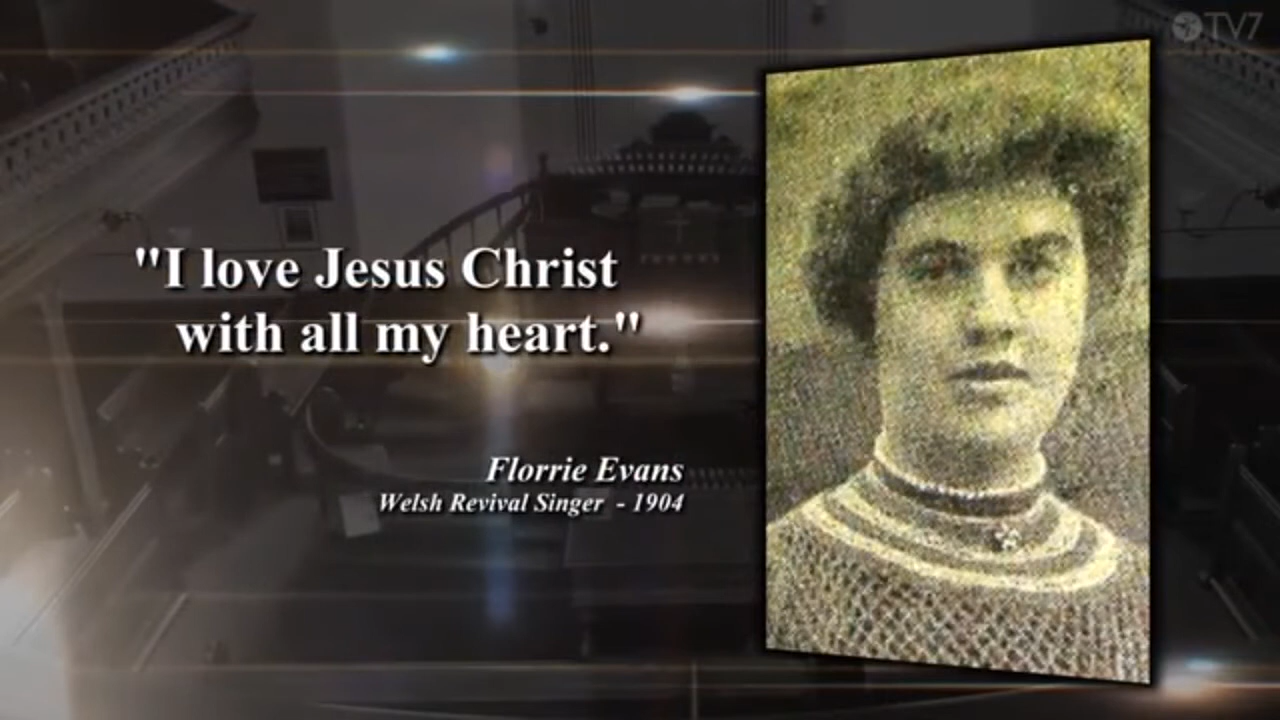 TV7
"I love Jesus Christ
with all my heart."
Florrie Evans
Welsh Revival Singer - 1904